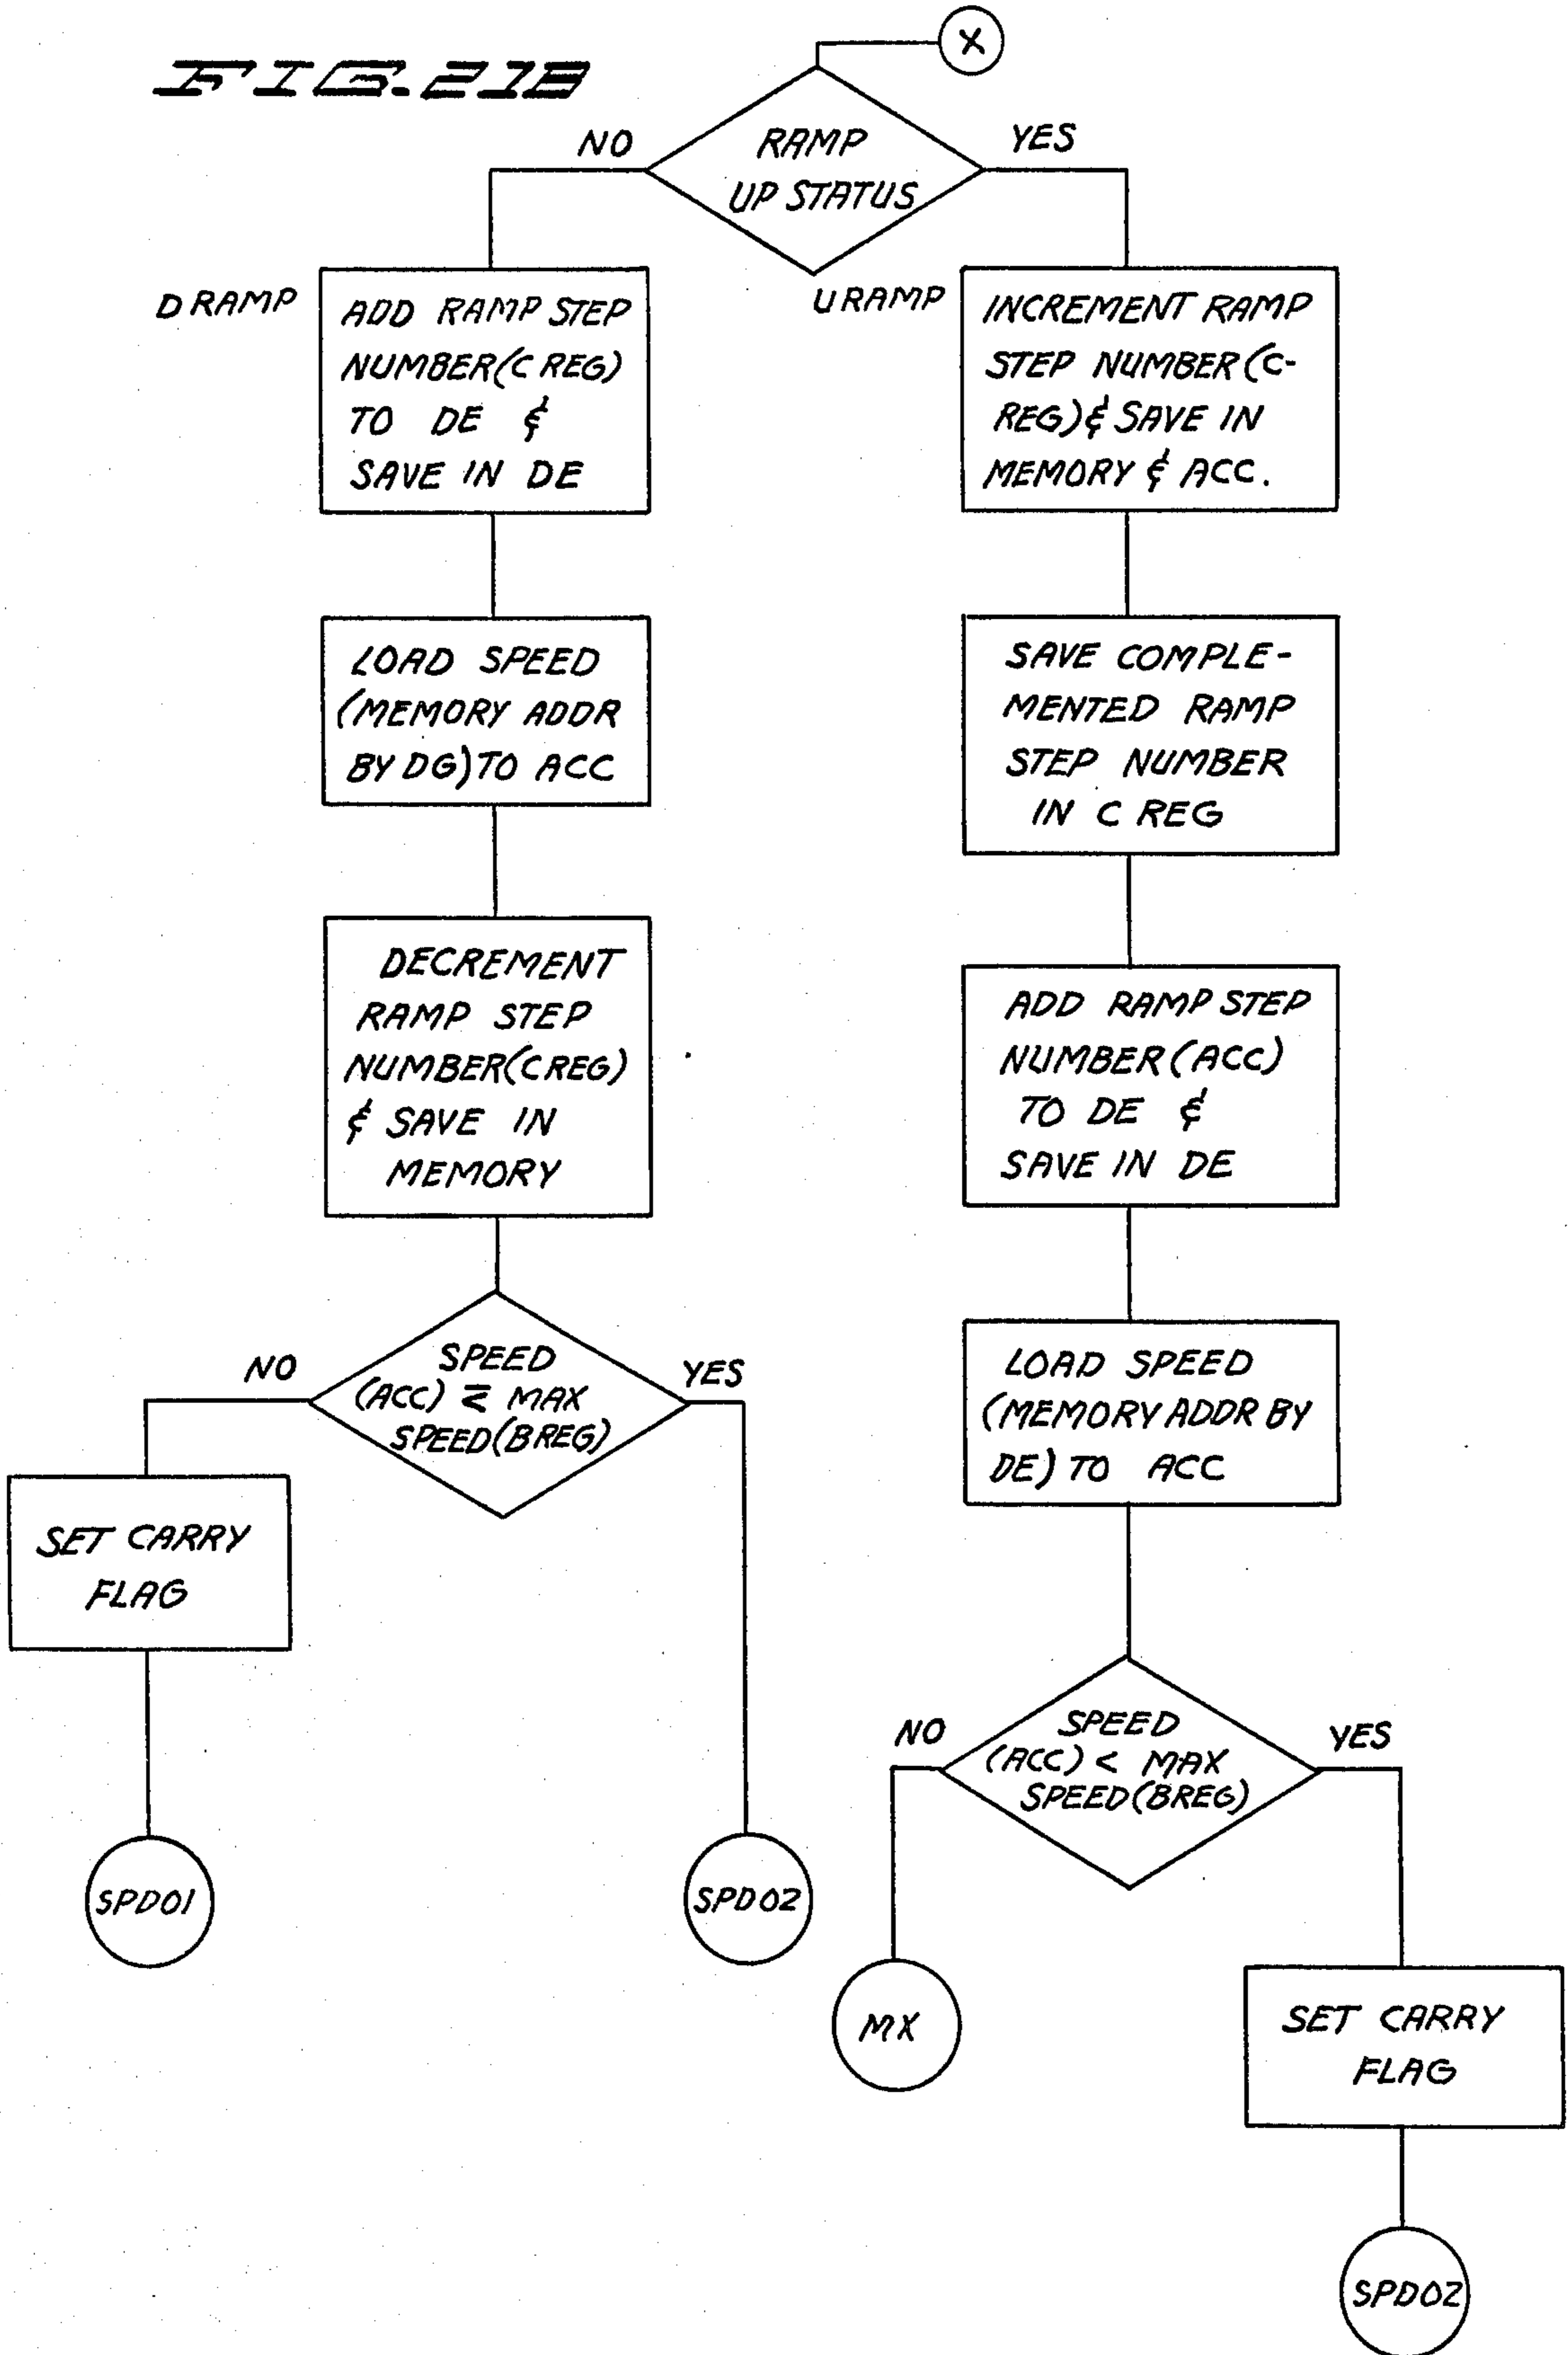 FIG. 21B
X
RAMP
UP STATUS
NO
YES
D RAMP
ADD RAMP STEP
NUMBER (C REG)
TO DE &
SAVE IN DE
LOAD SPEED
(MEMORY ADDR
BY DG) TO ACC
DECREMENT
RAMP STEP
NUMBER (C REG)
& SAVE IN
MEMORY
NO
YES
SPEED
(ACC) ⋜ MAX
SPEED (B REG)
SET CARRY
FLAG
SPD01
SPD02
U RAMP
INCREMENT RAMP
STEP NUMBER (C-
REG) & SAVE IN
MEMORY & ACC.
SAVE COMPLE-
MENTED RAMP
STEP NUMBER
IN C REG
ADD RAMP STEP
NUMBER (ACC)
TO DE &
SAVE IN DE
LOAD SPEED
(MEMORY ADDR BY
DE) TO ACC
NO
YES
SPEED
(ACC) < MAX
SPEED (B REG)
MX
SET CARRY
FLAG
SPD02